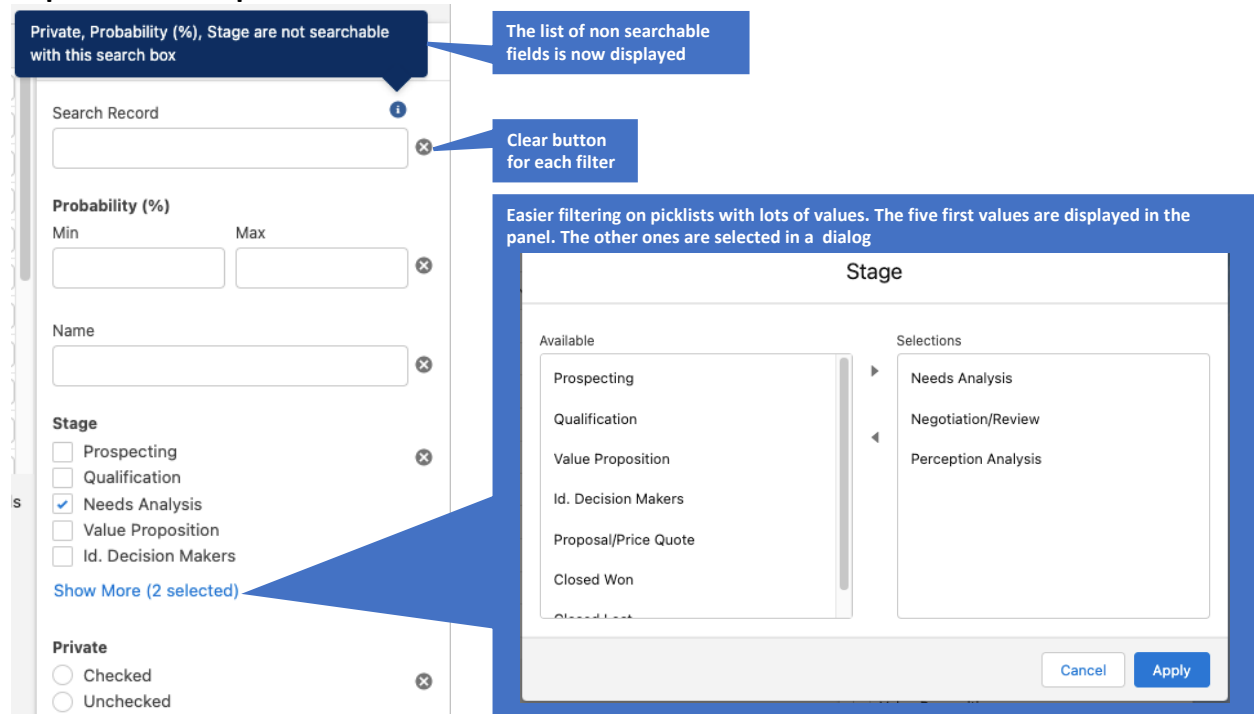 Private, Probability (%), Stage are not searchable
with this search box
The list of non searchable
fields is now displayed
Search Record
Clear button
for each filter
Probability (%)
Min
Max
Easier filtering on picklists with lots of values. The five first values are displayed in the
panel. The other ones are selected in a dialog
Stage
Name
Available
Selections
Prospecting
Needs Analysis
Qualification
Negotiation/Review
Value Proposition
Perception Analysis
Id. Decision Makers
Proposal/Price Quote
Closed Won
Closed Lost
Stage
Prospecting
Qualification
Needs Analysis
Value Proposition
Id. Decision Makers
Show More (2 selected)
Private
Checked
Unchecked
Cancel
Apply